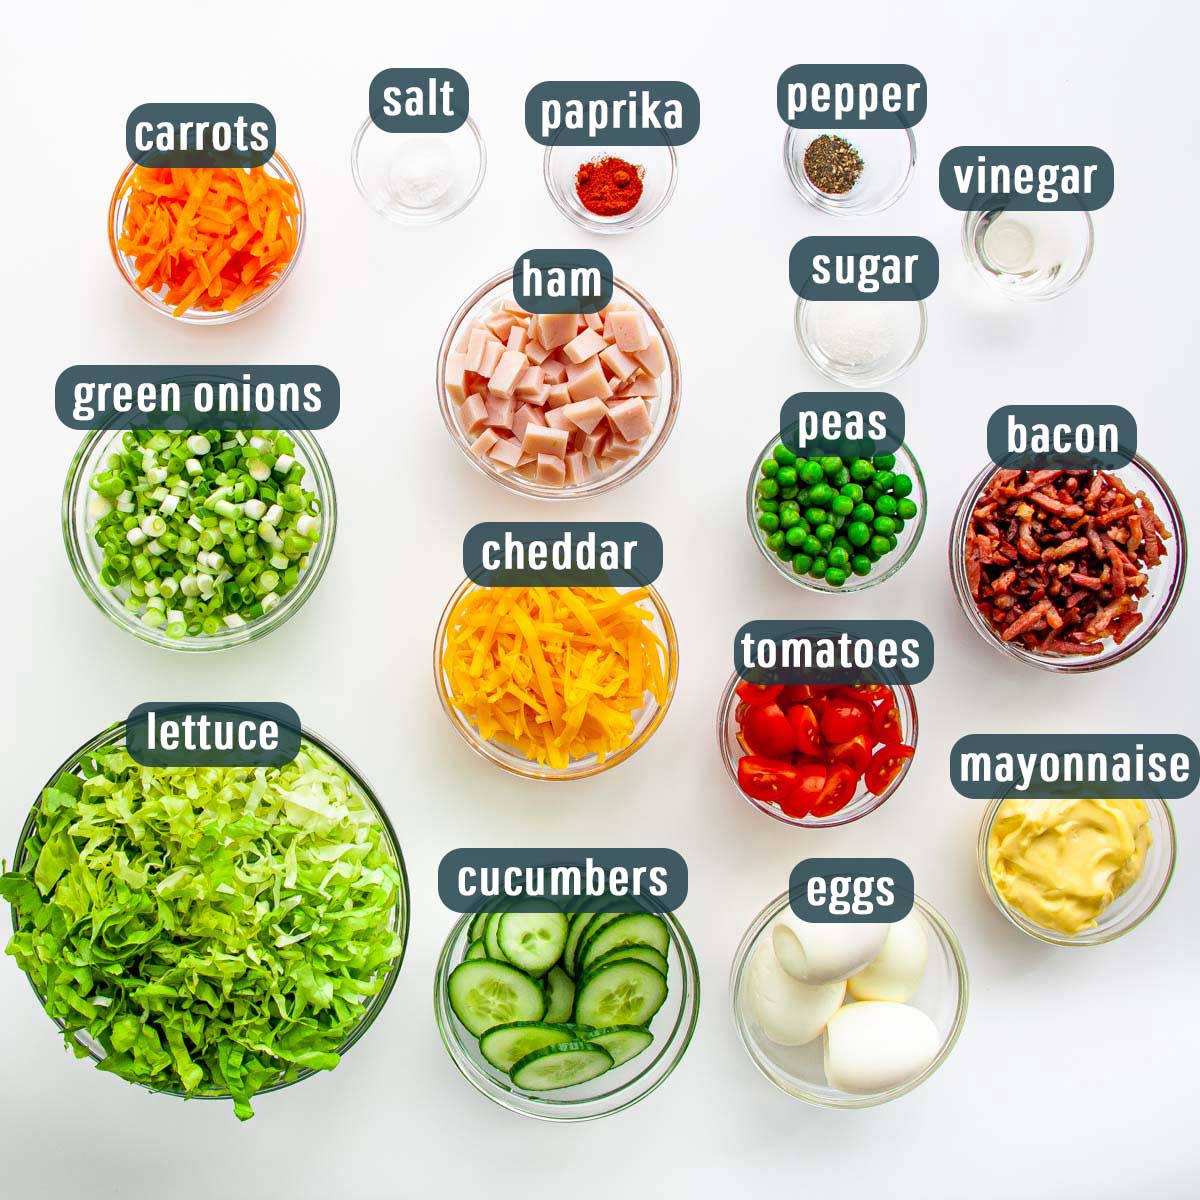 salt
paprika
pepper
carrots
vinegar
ham
sugar
green onions
peas
bacon
cheddar
tomatoes
lettuce
mayonnaise
cucumbers
eggs